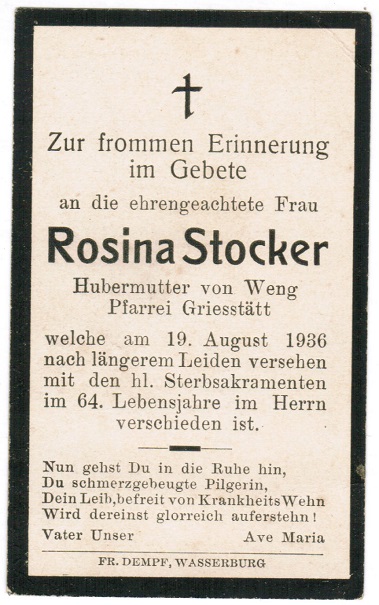 Zur frommen Erinnerung
im Gebete
an die ehrengeachtete Frau
Rosina Stocker
Hubermutter von Weng
Pfarrei Griesstätt
welche am 19. August 1936
nach längerem Leiden versehen
mit den hl. Sterbsakramenten
im 64. Lebensjahre im Herrn
verschieden ist.
Nun gehst Du in die Ruhe hin,
Du schmerzgebeugte Pilgerin,
Dein Leib, befreit von Krankheits Wehn
Wird dereinst glorreich auferstehn!
Vater Unser Ave Maria
FR. DEMPF, WASSERBURG